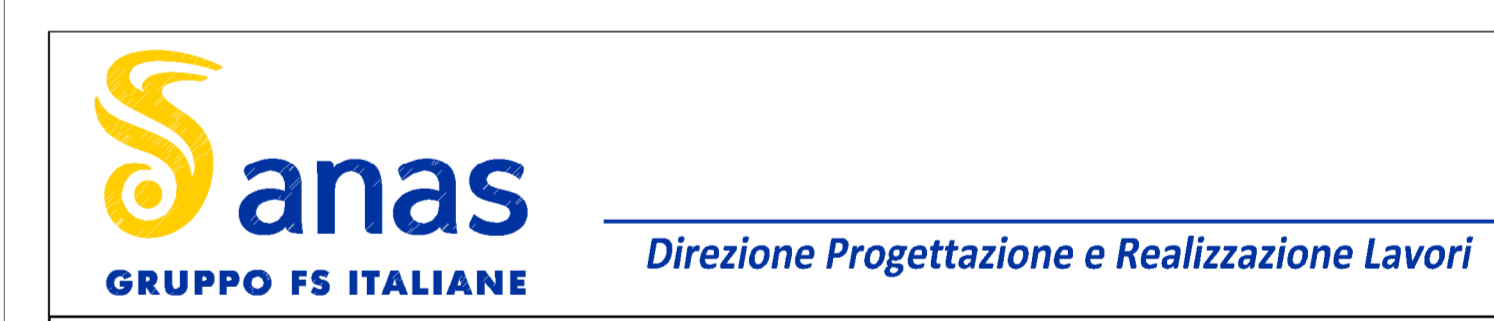 anas
GRUPPO FS ITALIANE
Direzione Progettazione e Realizzazione Lavori